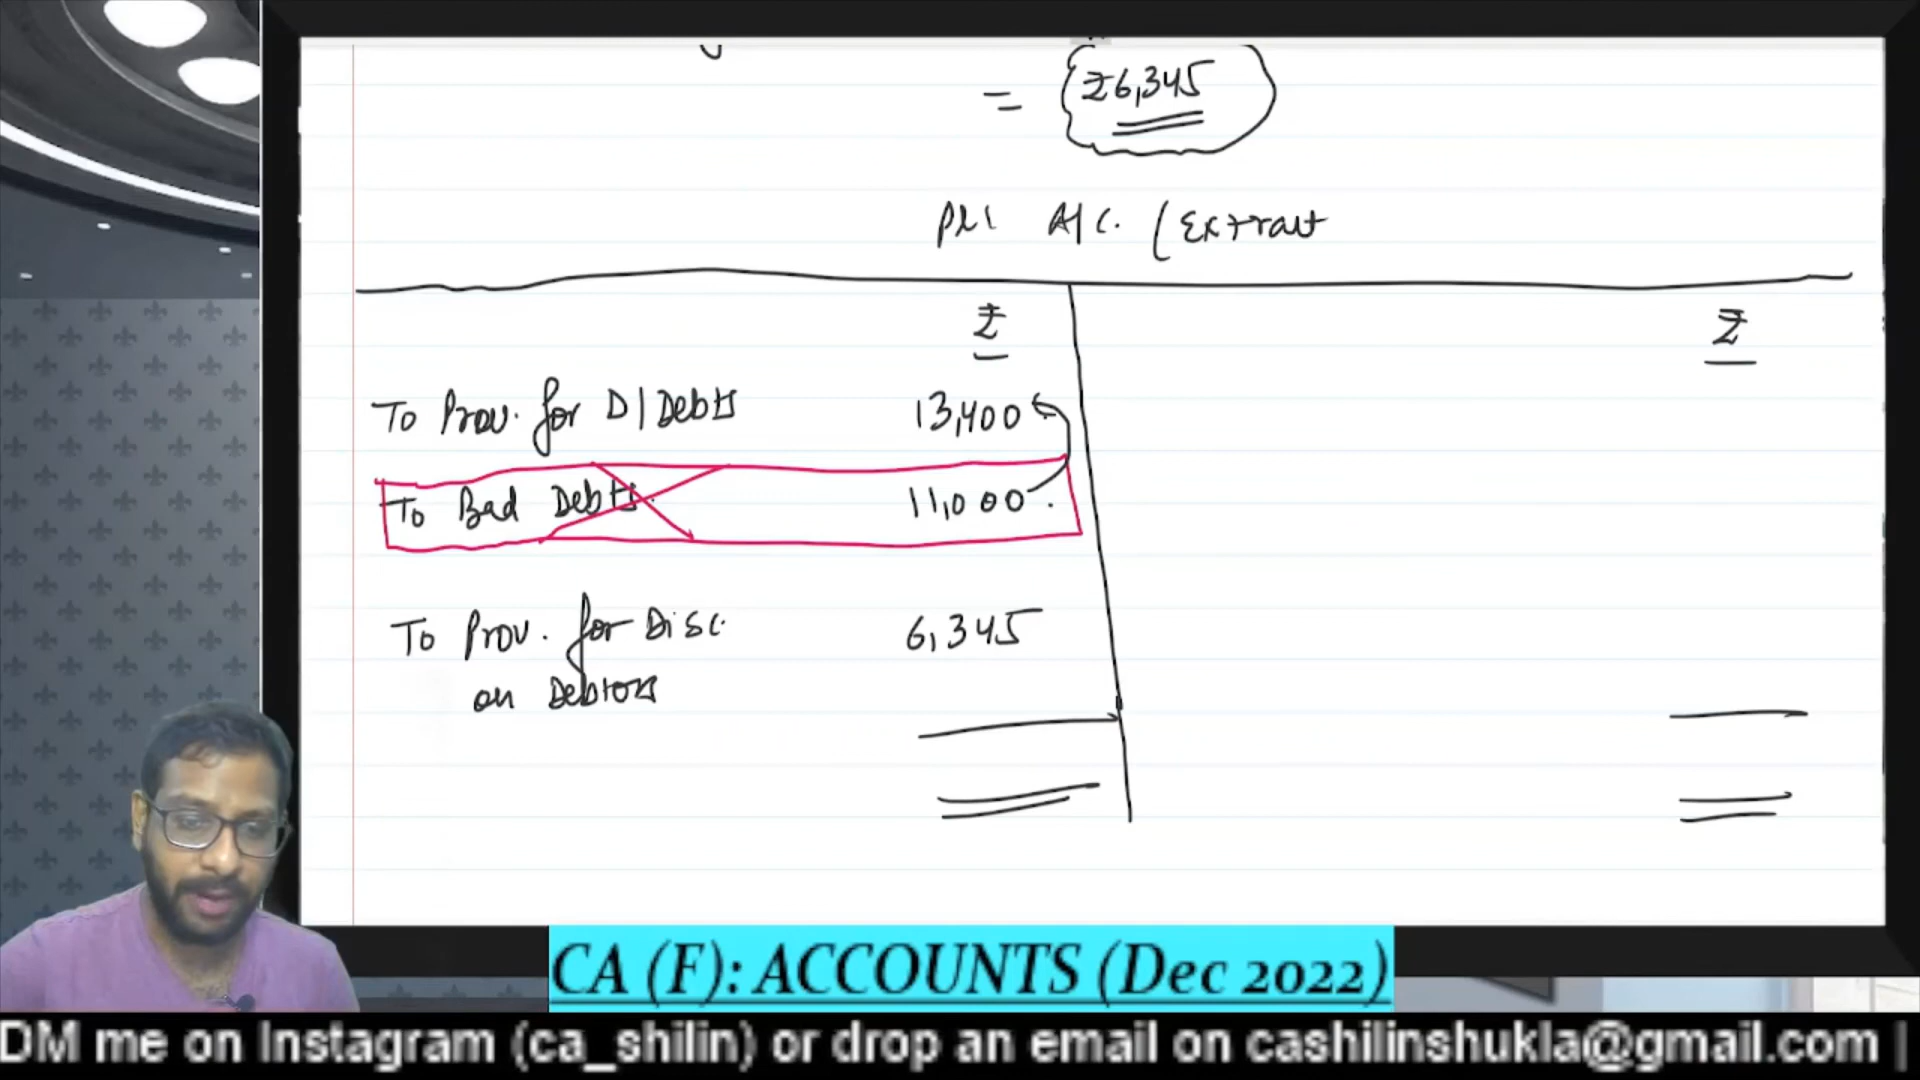 = ₹6,345
P&L A/C. (Extract
₹ ₹
To Prov. for D/Debts 13,400
To Bad Debts. 11,000.
To Prov. for Disc. 6,345
on Debtors
CA (F): ACCOUNTS (Dec 2022)
DM me on Instagram (ca_shilin) or drop an email on cashilinshukla@gmail.com |